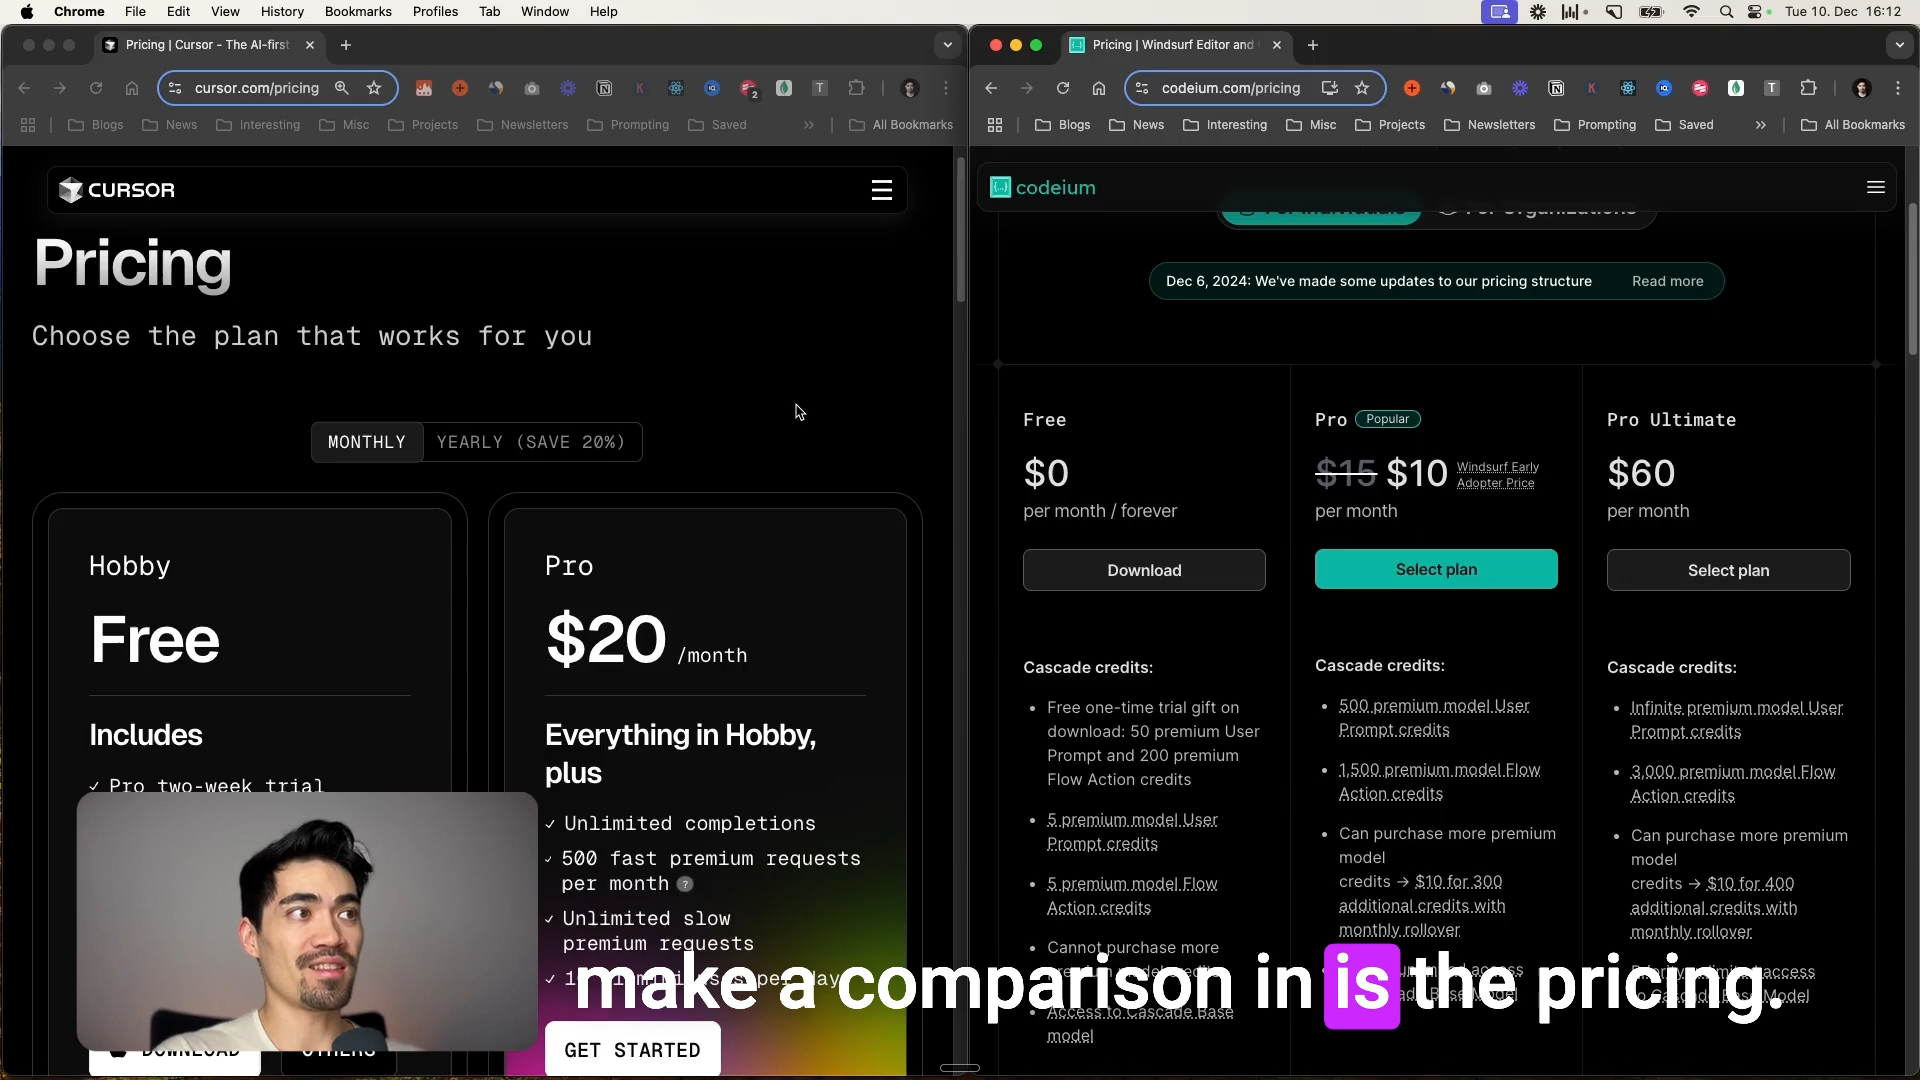 Chrome File Edit View History Bookmarks Profiles Tab Window Help
Tue 10. Dec 16:12
Pricing | Cursor - The AI-first
cursor.com/pricing
2
Blogs News Interesting Misc Projects Newsletters Prompting Saved » All Bookmarks
CURSOR
Pricing
Choose the plan that works for you
MONTHLY YEARLY (SAVE 20%)
Hobby
Free
Includes
✓ Pro two-week trial
DOWNLOAD
OTHERS
Pro
$20 /month
Everything in Hobby,
plus
✓ Unlimited completions
✓ 500 fast premium requests
per month ?
✓ Unlimited slow
premium requests
GET STARTED
Pricing | Windsurf Editor and
codeium.com/pricing
Blogs News Interesting Misc Projects Newsletters Prompting Saved » All Bookmarks
{...} codeium
For Organizations
Dec 6, 2024: We've made some updates to our pricing structure Read more
Free
$0
per month / forever
Download
Cascade credits:
• Free one-time trial gift on
download: 50 premium User
Prompt and 200 premium
Flow Action credits
• 5 premium model User
Prompt credits
• 5 premium model Flow
Action credits
• Cannot purchase more
• Access to Cascade Base
model
Pro Popular
$15 $10 Windsurf Early
Adopter Price
per month
Select plan
Cascade credits:
• 500 premium model User
Prompt credits
• 1,500 premium model Flow
Action credits
• Can purchase more premium
model
credits → $10 for 300
additional credits with
monthly rollover
Pro Ultimate
$60
per month
Select plan
Cascade credits:
• Infinite premium model User
Prompt credits
• 3,000 premium model Flow
Action credits
• Can purchase more premium
model
credits → $10 for 400
additional credits with
monthly rollover
make a comparison in is the pricing.